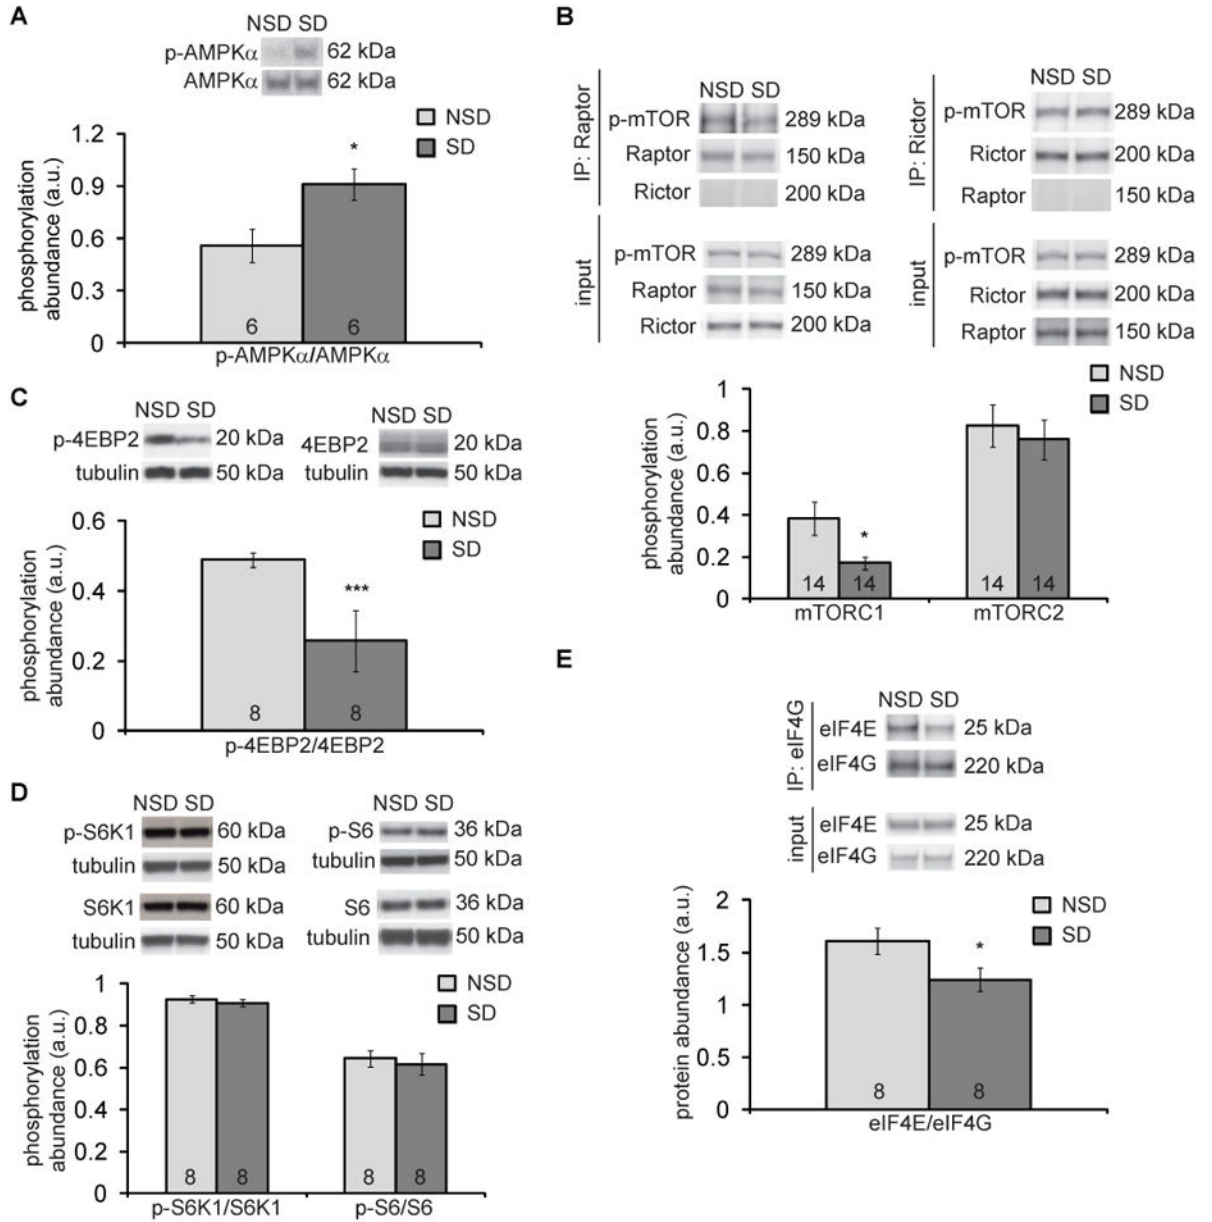 A
NSD SD
p-AMPKα 62 kDa
AMPKα 62 kDa
NSD
SD
phosphorylation
abundance (a.u.)
1.2
0.9
0.6
0.3
0
*
6 6
p-AMPKα/AMPKα
B
IP: Raptor
NSD SD
p-mTOR 289 kDa
Raptor 150 kDa
Rictor 200 kDa
input
p-mTOR 289 kDa
Raptor 150 kDa
Rictor 200 kDa
IP: Rictor
NSD SD
p-mTOR 289 kDa
Rictor 200 kDa
Raptor 150 kDa
input
p-mTOR 289 kDa
Rictor 200 kDa
Raptor 150 kDa
NSD
SD
phosphorylation
abundance (a.u.)
1
0.8
0.6
0.4
0.2
0
*
14 14 14 14
mTORC1 mTORC2
C
NSD SD
p-4EBP2 20 kDa
tubulin 50 kDa
NSD SD
4EBP2 20 kDa
tubulin 50 kDa
NSD
SD
phosphorylation
abundance (a.u.)
0.6
0.4
0.2
0
***
8 8
p-4EBP2/4EBP2
D
NSD SD
p-S6K1 60 kDa
tubulin 50 kDa
S6K1 60 kDa
tubulin 50 kDa
NSD SD
p-S6 36 kDa
tubulin 50 kDa
S6 36 kDa
tubulin 50 kDa
NSD
SD
phosphorylation
abundance (a.u.)
1
0.8
0.6
0.4
0.2
0
8 8 8 8
p-S6K1/S6K1 p-S6/S6
E
IP: eIF4G
NSD SD
eIF4E 25 kDa
eIF4G 220 kDa
input
eIF4E 25 kDa
eIF4G 220 kDa
NSD
SD
protein abundance (a.u.)
2
1.5
1
0.5
0
*
8 8
eIF4E/eIF4G